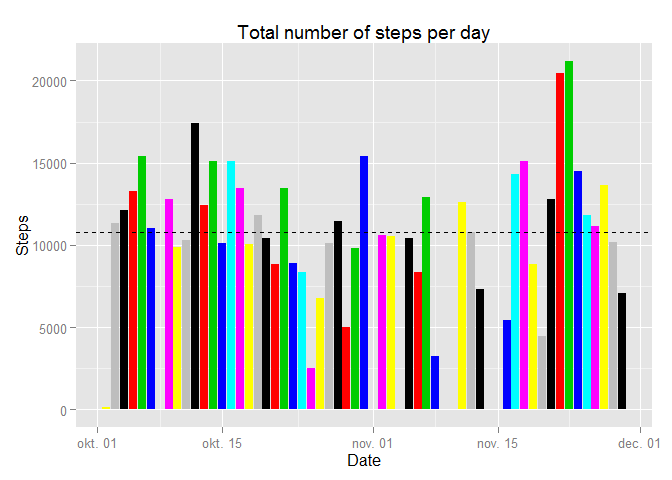 Total number of steps per day
Steps
20000
15000
10000
5000
0
okt. 01
okt. 15
nov. 01
nov. 15
dec. 01
Date